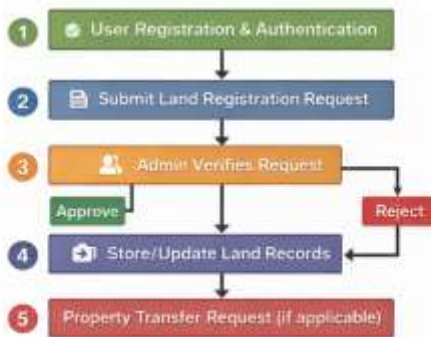 1 User Registration & Authentication
2 Submit Land Registration Request
3 Admin Verifies Request
Approve
Reject
4 Store/Update Land Records
5 Property Transfer Request (if applicable)